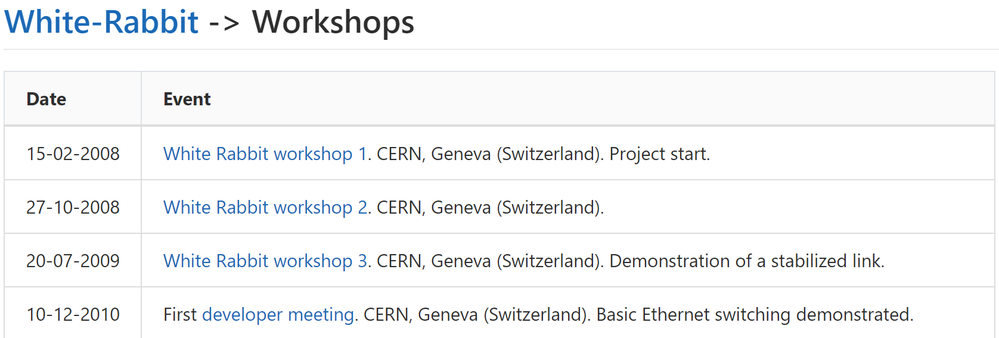 White-Rabbit -> Workshops
Date Event
15-02-2008 White Rabbit workshop 1. CERN, Geneva (Switzerland). Project start.
27-10-2008 White Rabbit workshop 2. CERN, Geneva (Switzerland).
20-07-2009 White Rabbit workshop 3. CERN, Geneva (Switzerland). Demonstration of a stabilized link.
10-12-2010 First developer meeting. CERN, Geneva (Switzerland). Basic Ethernet switching demonstrated.